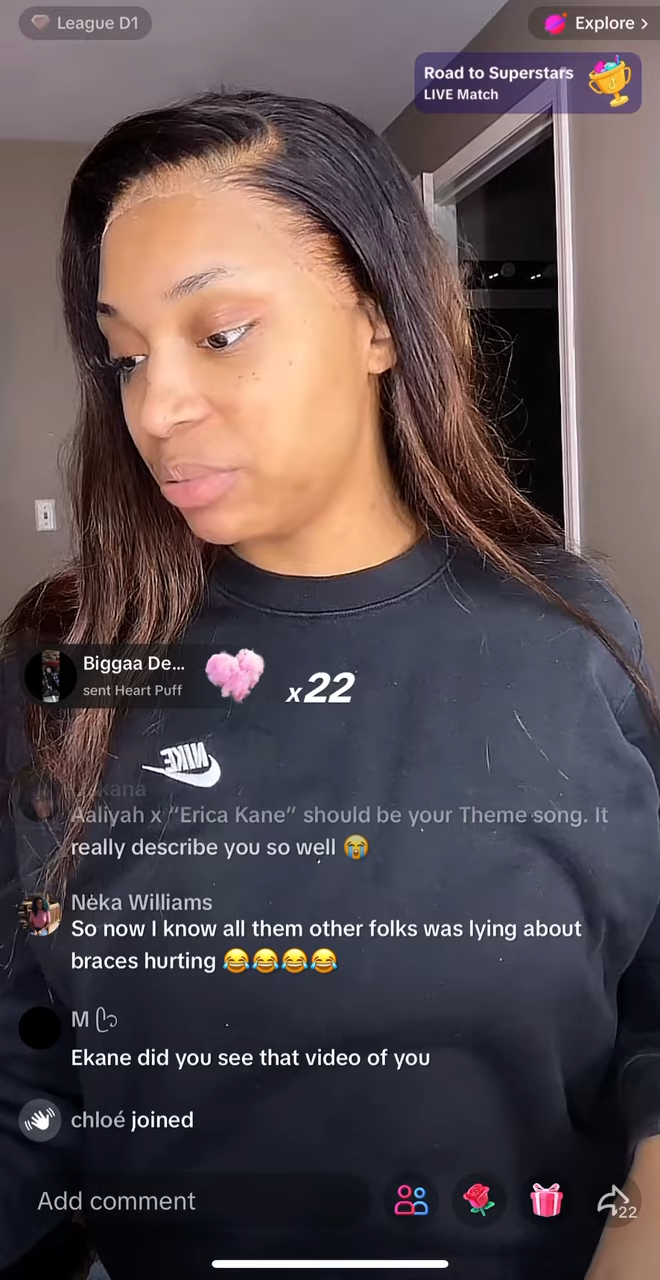 League D1
Explore >
Road to Superstars
LIVE Match
Biggaa De...
sent Heart Puff
x22
NIKE
Aaliyah x “Erica Kane” should be your Theme song. It
really describe you so well 😭
Nèka Williams
So now I know all them other folks was lying about
braces hurting 😂😂😂😂
M
Ekane did you see that video of you
chloé joined
Add comment
22